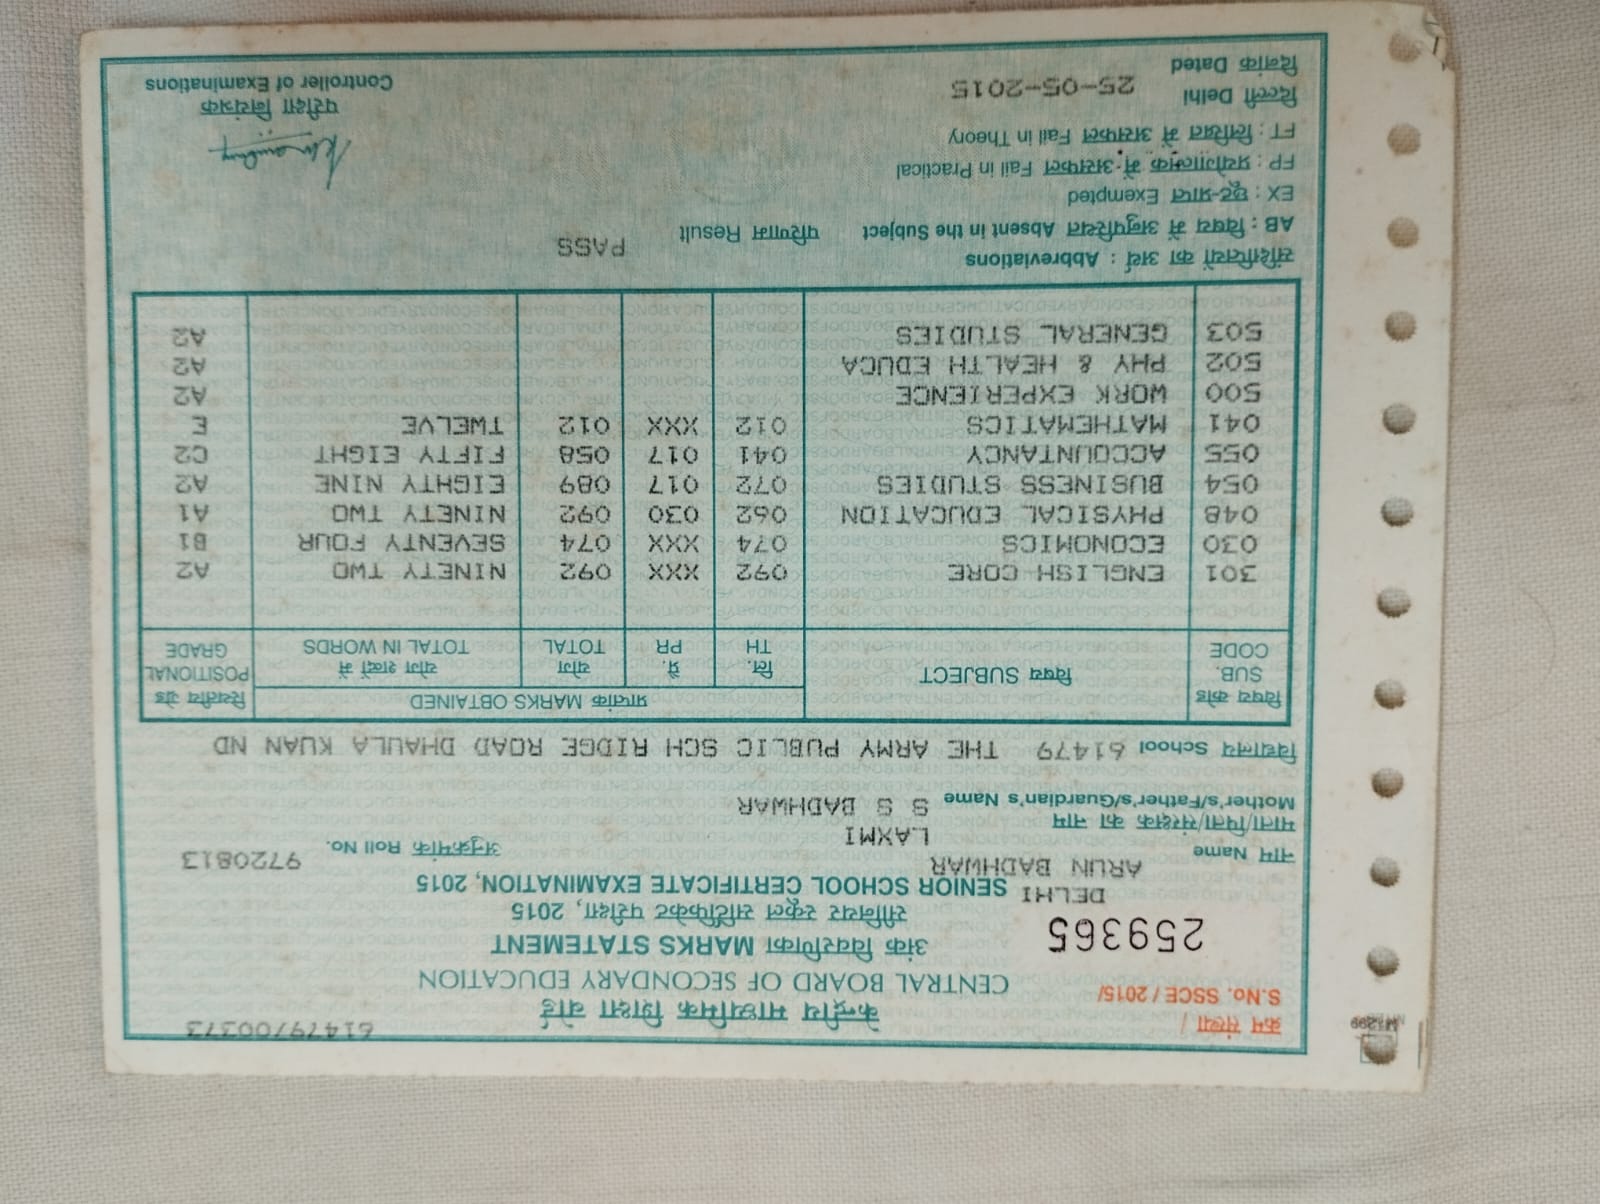 61479/00373
क्रम संख्या /
केन्द्रीय माध्यमिक शिक्षा बोर्ड
S.No. SSCE / 2015/
CENTRAL BOARD OF SECONDARY EDUCATION
259365
अंक विवरणिका MARKS STATEMENT
सीनियर स्कूल सर्टिफिकेट परीक्षा, 2015
DELHI SENIOR SCHOOL CERTIFICATE EXAMINATION, 2015
नाम Name ARUN BADHWAR अनुक्रमांक Roll No. 9720813
माता/पिता/संरक्षक का नाम LAXMI
Mother's/Father's/Guardian's Name S S BADHWAR
विद्यालय School 61479 THE ARMY PUBLIC SCH RIDGE ROAD DHAULA KUAN ND
विषय कोड SUB. CODE विषय SUBJECT प्राप्तांक MARKS OBTAINED स्थितीय ग्रेड POSITIONAL GRADE
लि. TH प्रै. PR योग TOTAL योग शब्दों में TOTAL IN WORDS
301 ENGLISH CORE 092 XXX 092 NINETY TWO A2
030 ECONOMICS 074 XXX 074 SEVENTY FOUR B1
048 PHYSICAL EDUCATION 062 030 092 NINETY TWO A1
054 BUSINESS STUDIES 072 017 089 EIGHTY NINE A2
055 ACCOUNTANCY 041 017 058 FIFTY EIGHT C2
041 MATHEMATICS 012 XXX 012 TWELVE E
500 WORK EXPERIENCE A2
502 PHY & HEALTH EDUCA A2
503 GENERAL STUDIES A2
संक्षिप्तियों का अर्थ : Abbreviations
AB : विषय में अनुपस्थित Absent in the Subject परिणाम Result PASS
EX : छूट-प्राप्त Exempted
FP : प्रयोगात्मक में असफल Fail in Practical
FT : लिखित में असफल Fail in Theory
दिल्ली Delhi 25-05-2015 परीक्षा नियंत्रक
दिनांक Dated Controller of Examinations